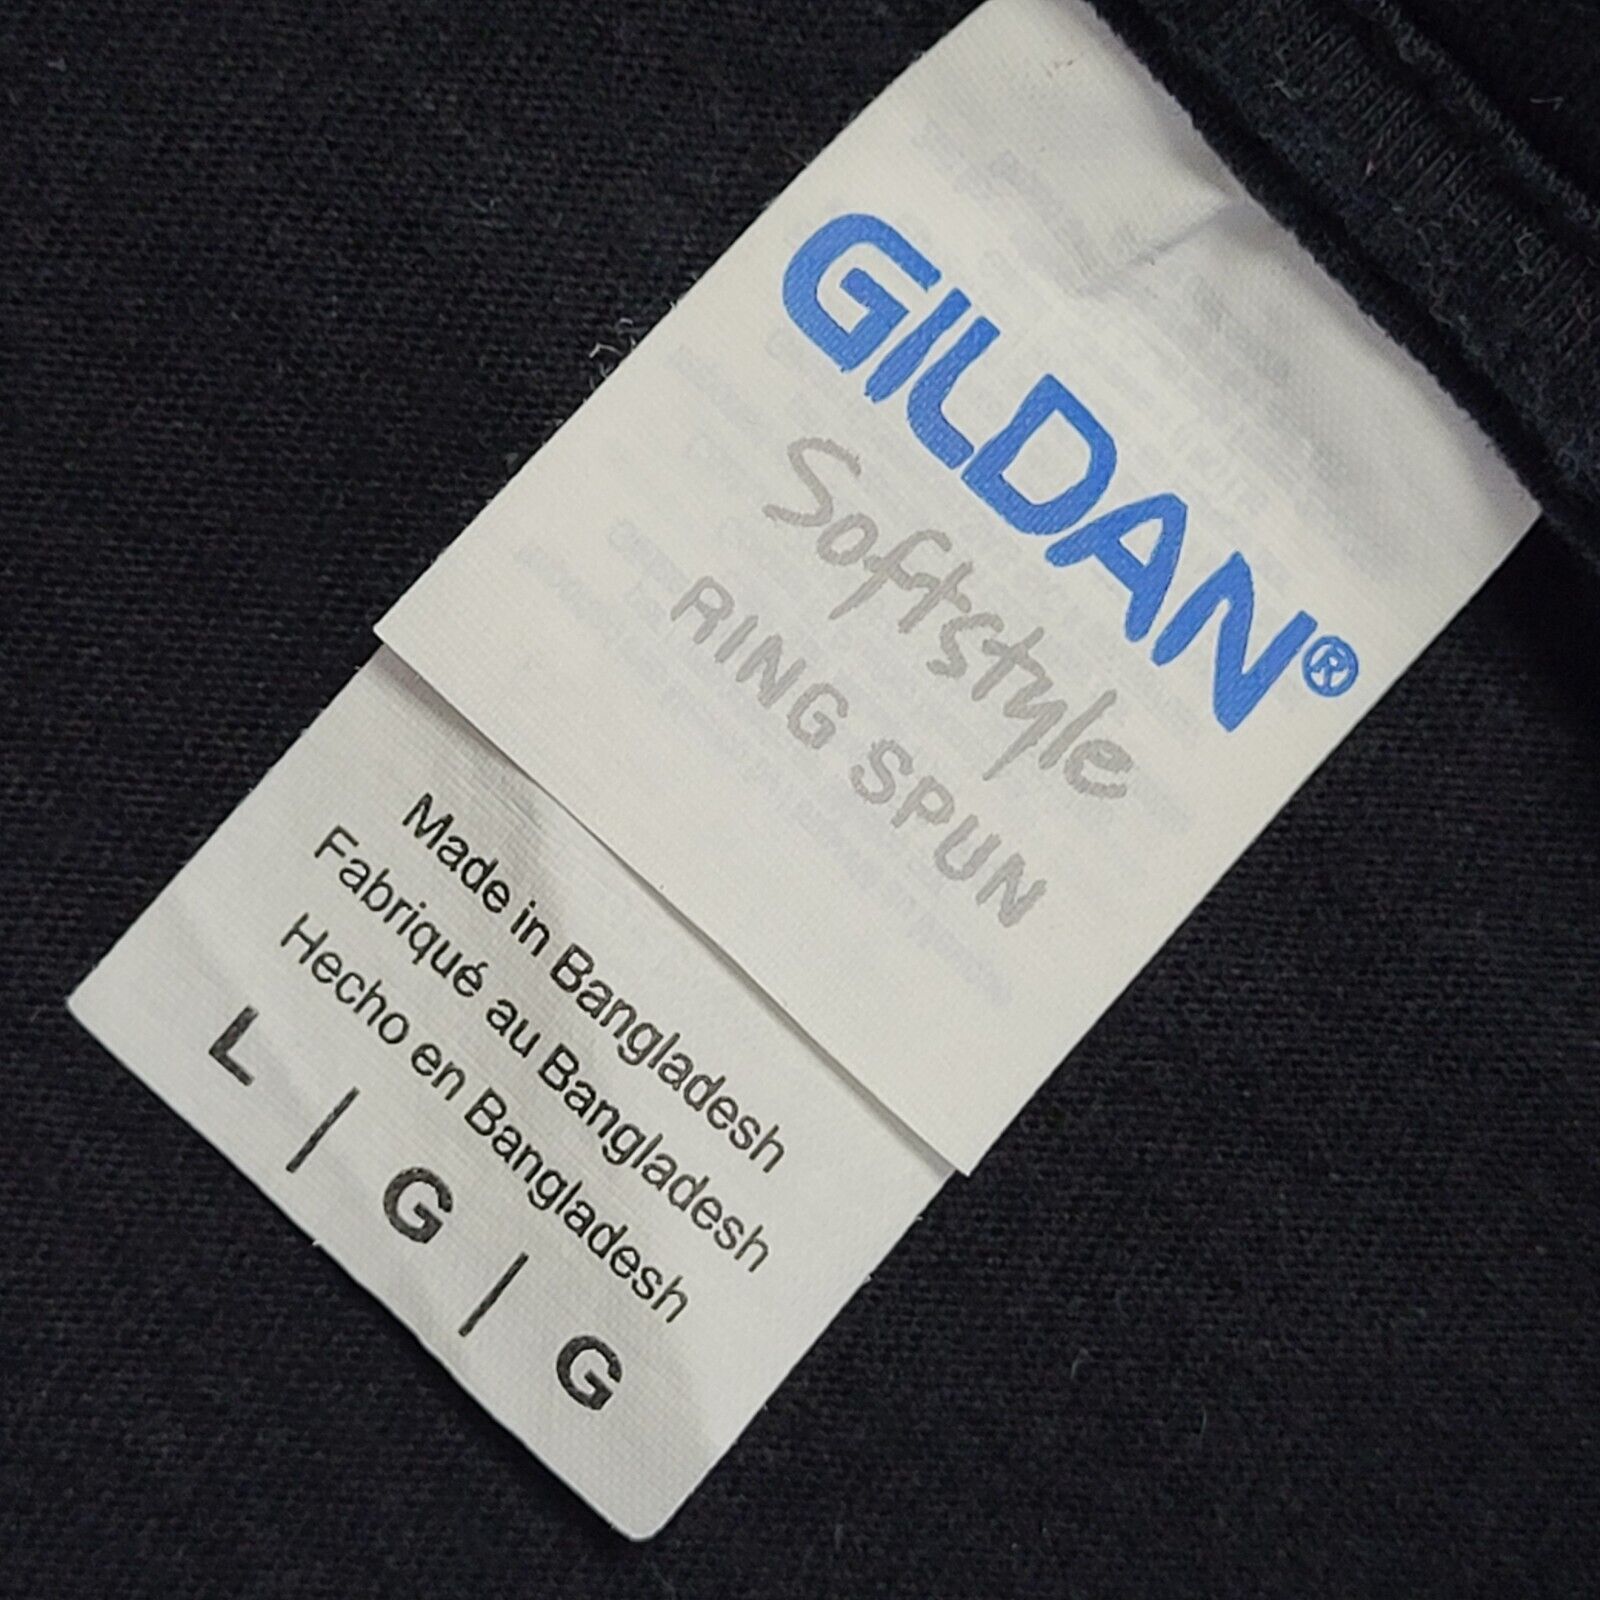 GILDAN®
Softstyle
RING SPUN
Made in Bangladesh
Fabriqué au Bangladesh
Hecho en Bangladesh
L | G | G